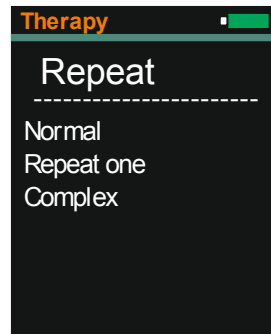 Therapy
Repeat
-----------------------
Normal
Repeat one
Complex